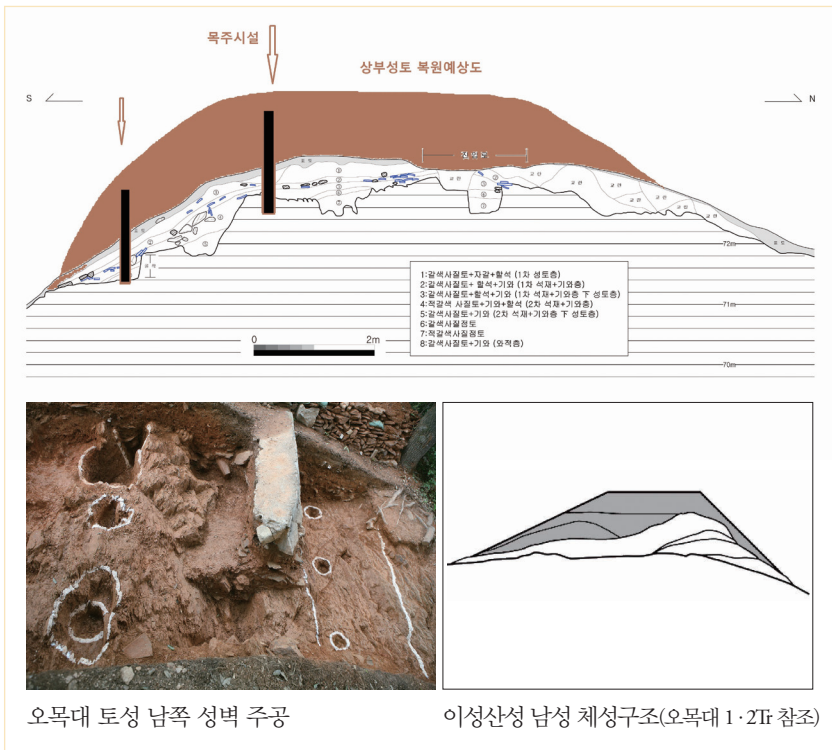 목주시설
상부성토 복원예상도
S
N
표토
교란
72m
71m
70m
0 2m
1:갈색사질토+자갈+할석 (1차 성토층)
2:갈색사질토+ 할석+기와 (1차 석재+기와층)
3:갈색사질토+할석+기와 (1차 석재+기와층 下 성토층)
4:적갈색 사질토+기와+할석 (2차 석재+기와층)
5:갈색사질토+기와 (2차 석재+기와층 下 성토층)
6:갈색사질점토
7:적갈색사질점토
8:갈색사질토+기와 (와적층)
오목대 토성 남쪽 성벽 주공
이성산성 남성 체성구조(오목대 1·2Tr 참조)